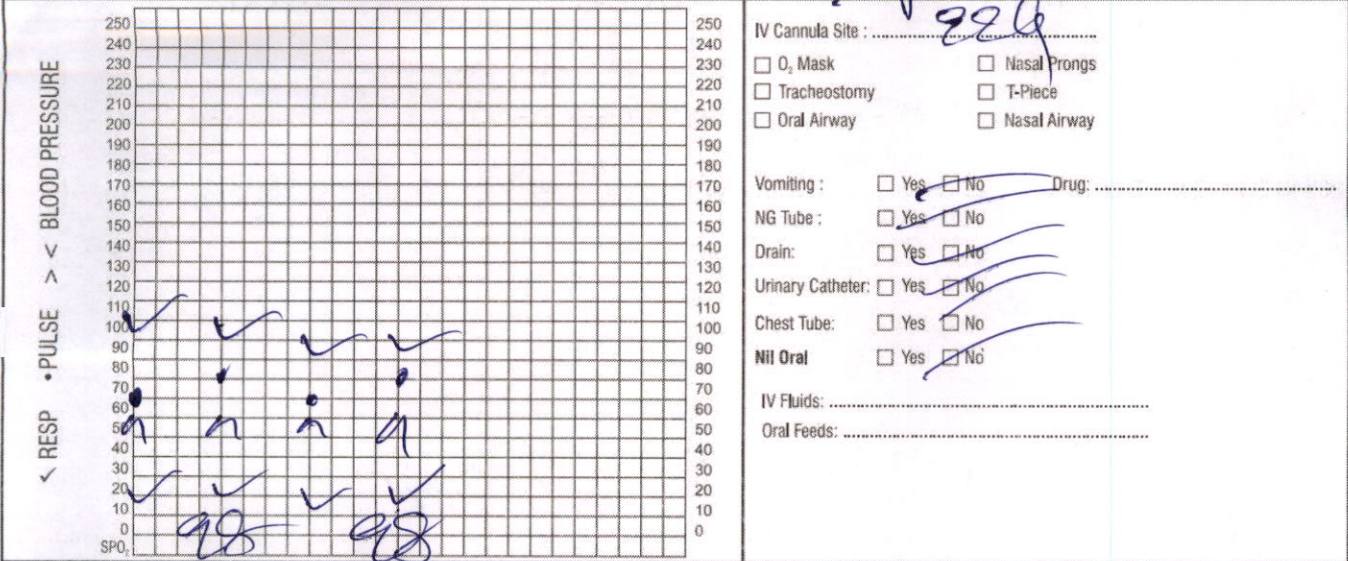 < RESP • PULSE > < BLOOD PRESSURE
250 250
240 240
230 230
220 220
210 210
200 200
190 190
180 180
170 170
160 160
150 150
140 140
130 130
120 120
110 110
100 100
90 90
80 80
70 70
60 60
50 50
40 40
30 30
20 20
10 10
0 0
SPO₂ 98 98
IV Cannula Site : 22G
☐ O₂ Mask ☐ Nasal Prongs
☐ Tracheostomy ☐ T-Piece
☐ Oral Airway ☐ Nasal Airway
Vomiting : ☐ Yes ☐ No Drug:
NG Tube : ☐ Yes ☐ No
Drain: ☐ Yes ☐ No
Urinary Catheter: ☐ Yes ☐ No
Chest Tube: ☐ Yes ☐ No
Nil Oral ☐ Yes ☐ No
IV Fluids:
Oral Feeds: